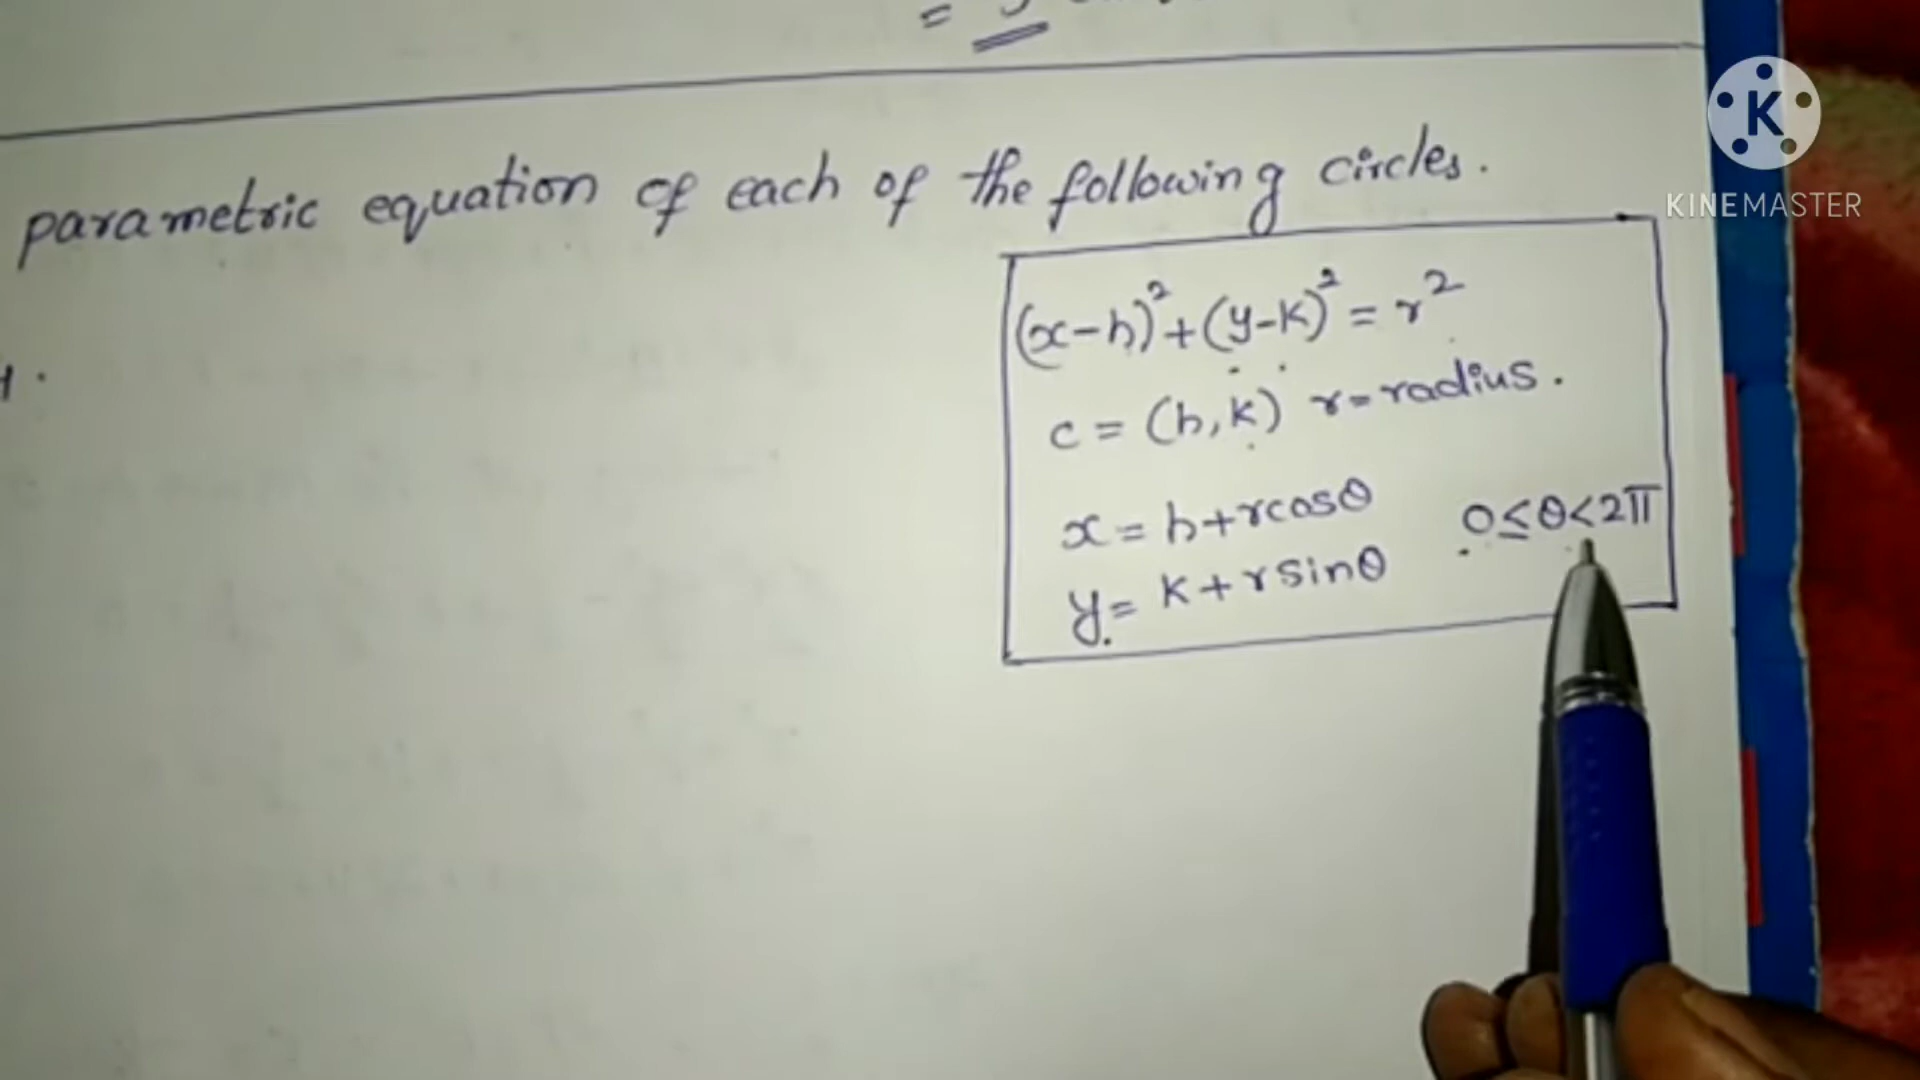 =
K
KINEMASTER
parametric equation of each of the following circles.
(x-h)²+(y-k)² = r²
c = (h,k) r=radius.
x = h+rcosθ
0≤θ<2π
y= k+rsinθ